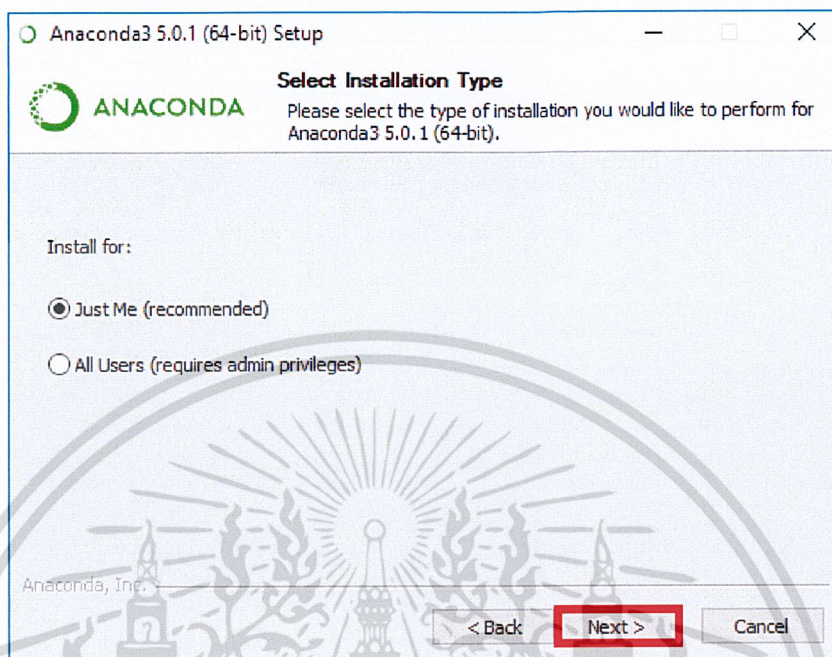 Anaconda3 5.0.1 (64-bit) Setup
ANACONDA
Select Installation Type
Please select the type of installation you would like to perform for
Anaconda3 5.0.1 (64-bit).
Install for:
Just Me (recommended)
All Users (requires admin privileges)
Anaconda, Inc.
< Back
Next >
Cancel